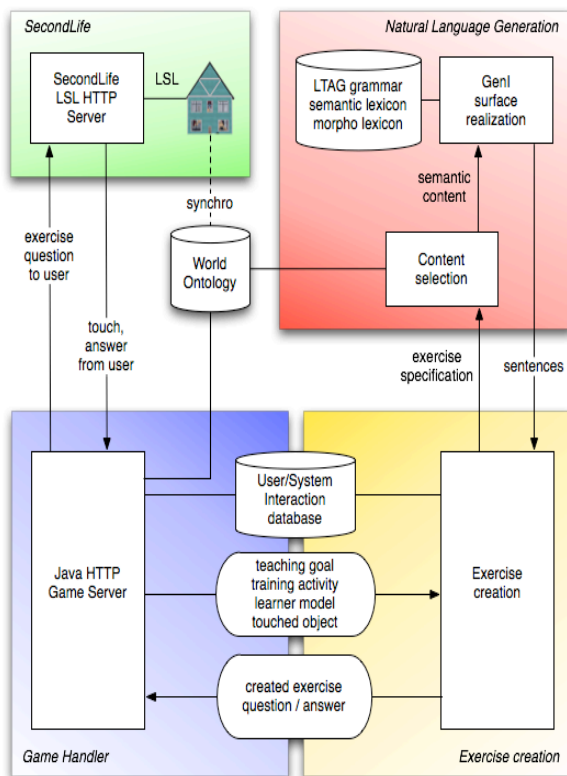 SecondLife
SecondLife
LSL HTTP
Server
LSL
Natural Language Generation
LTAG grammar
semantic lexicon
morpho lexicon
GenI
surface
realization
semantic
content
synchro
World
Ontology
Content
selection
exercise
question
to user
touch,
answer
from user
exercise
specification
sentences
User/System
Interaction
database
Java HTTP
Game Server
teaching goal
training activity
learner model
touched object
Exercise
creation
created exercise
question / answer
Game Handler
Exercise creation